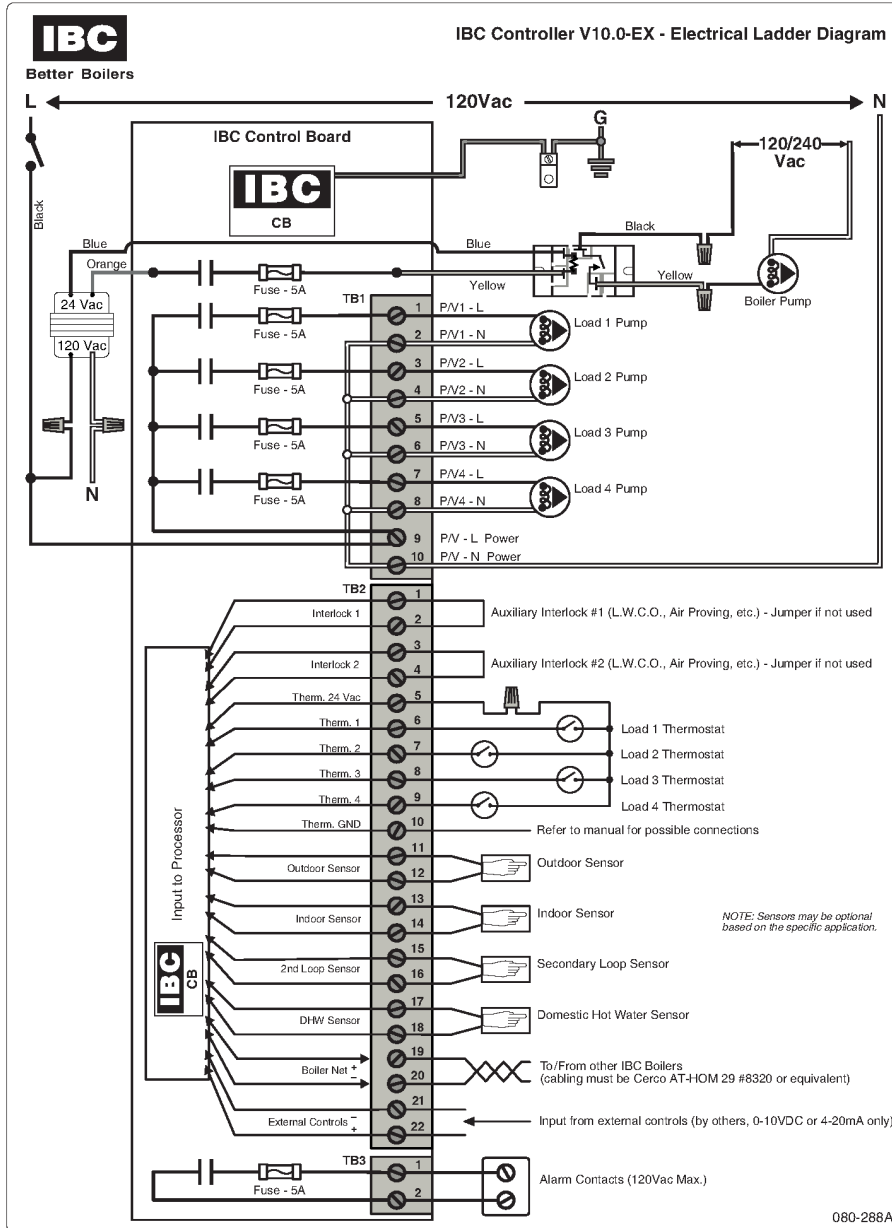 IBC
Better Boilers
IBC Controller V10.0-EX - Electrical Ladder Diagram
L
120Vac
N
IBC Control Board
G
120/240
Vac
IBC
CB
Black
Black
Blue
Blue
Orange
Yellow
Yellow
Fuse - 5A
Boiler Pump
24 Vac
120 Vac
N
TB1
1 P/V1 - L
Fuse - 5A
Load 1 Pump
2 P/V1 - N
3 P/V2 - L
Fuse - 5A
Load 2 Pump
4 P/V2 - N
5 P/V3 - L
Fuse - 5A
Load 3 Pump
6 P/V3 - N
7 P/V4 - L
Fuse - 5A
Load 4 Pump
8 P/V4 - N
9 P/V - L Power
10 P/V - N Power
TB2
1
Interlock 1
Auxiliary Interlock #1 (L.W.C.O., Air Proving, etc.) - Jumper if not used
2
3
Interlock 2
Auxiliary Interlock #2 (L.W.C.O., Air Proving, etc.) - Jumper if not used
4
Therm. 24 Vac 5
Therm. 1 6 Load 1 Thermostat
Therm. 2 7 Load 2 Thermostat
Therm. 3 8 Load 3 Thermostat
Therm. 4 9 Load 4 Thermostat
Therm. GND 10 Refer to manual for possible connections
11
Outdoor Sensor Outdoor Sensor
12
13
Indoor Sensor Indoor Sensor
14
NOTE: Sensors may be optional
based on the specific application.
15
2nd Loop Sensor Secondary Loop Sensor
16
17
DHW Sensor Domestic Hot Water Sensor
18
19
Boiler Net + −
To/From other IBC Boilers
(cabling must be Cerco AT-HOM 29 #8320 or equivalent)
20
21
External Controls − +
Input from external controls (by others, 0-10VDC or 4-20mA only)
22
Input to Processor
IBC
CB
TB3
1
Fuse - 5A
Alarm Contacts (120Vac Max.)
2
080-288A